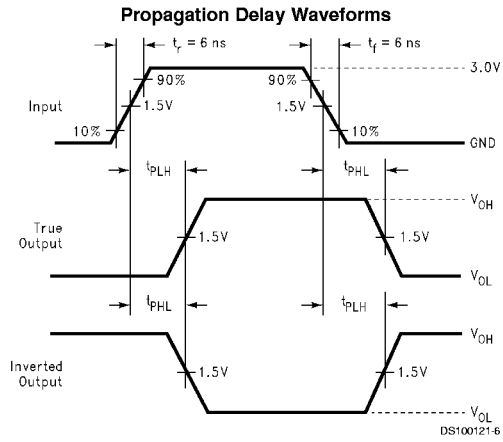 Propagation Delay Waveforms
t_r = 6 ns
t_f = 6 ns
3.0V
90%
90%
Input
1.5V
1.5V
10%
10%
GND
t_PLH
t_PHL
V_OH
True
Output
1.5V
1.5V
V_OL
t_PHL
t_PLH
V_OH
Inverted
Output
1.5V
1.5V
V_OL
DS100121-6